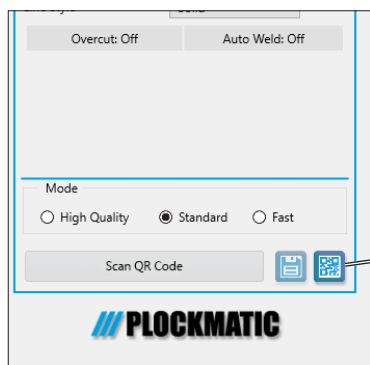 Overcut: Off Auto Weld: Off
Mode
High Quality Standard Fast
Scan QR Code
PLOCKMATIC